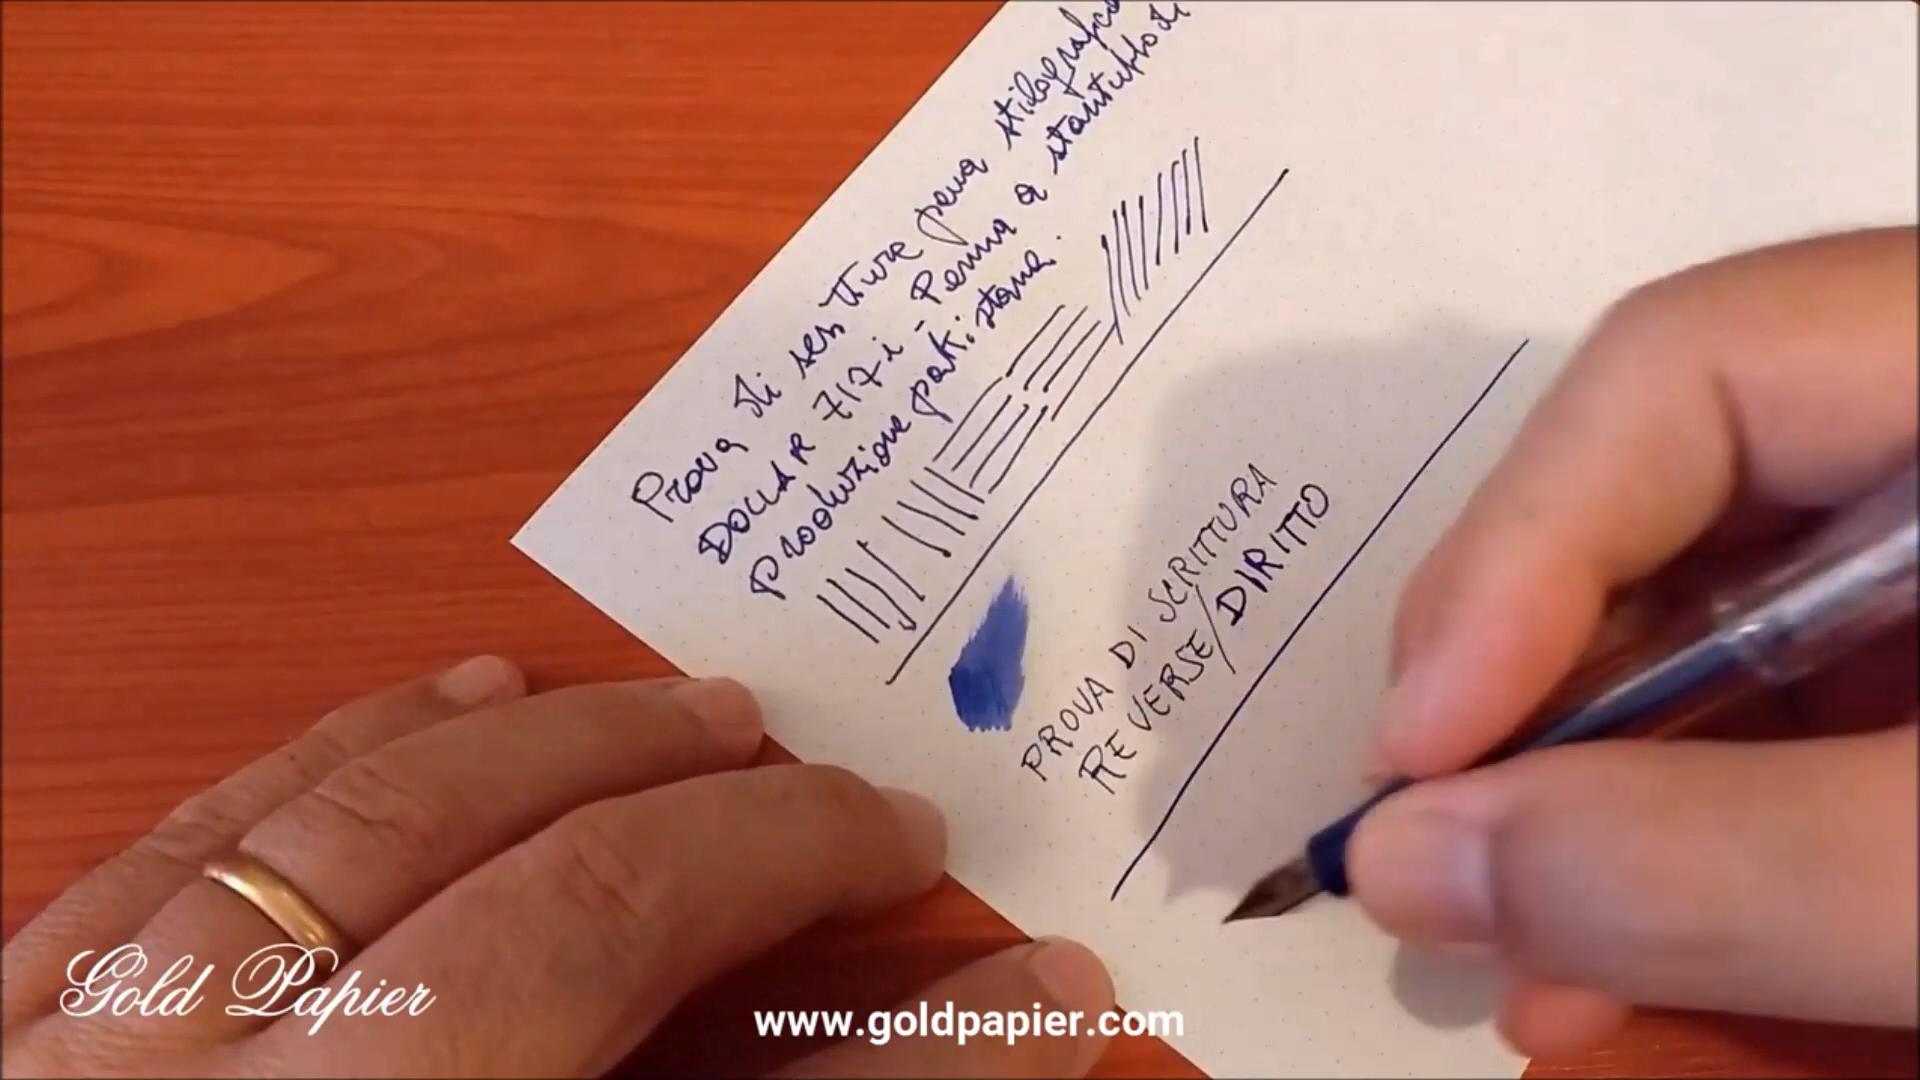 Prova di scrittura penna stilografica
DOLLAR 717-i - Penna a stantuffo di
produzione pakistana.
PROVA DI SCRITTURA
REVERSE/DIRITTO
Gold Papier
www.goldpapier.com